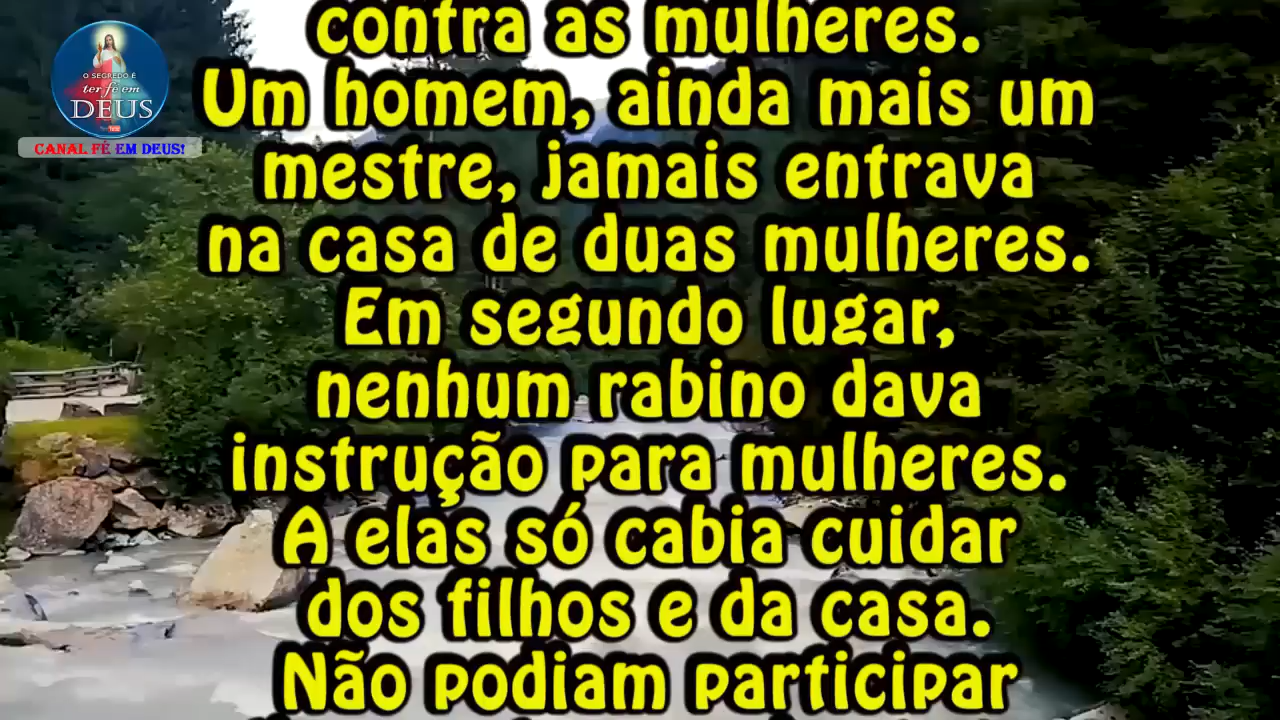 O SEGREDO É
ter fé em
DEUS
CANAL FÉ EM DEUS!
contra as mulheres.
Um homem, ainda mais um
mestre, jamais entrava
na casa de duas mulheres.
Em segundo lugar,
nenhum rabino dava
instrução para mulheres.
A elas só cabia cuidar
dos filhos e da casa.
Não podiam participar